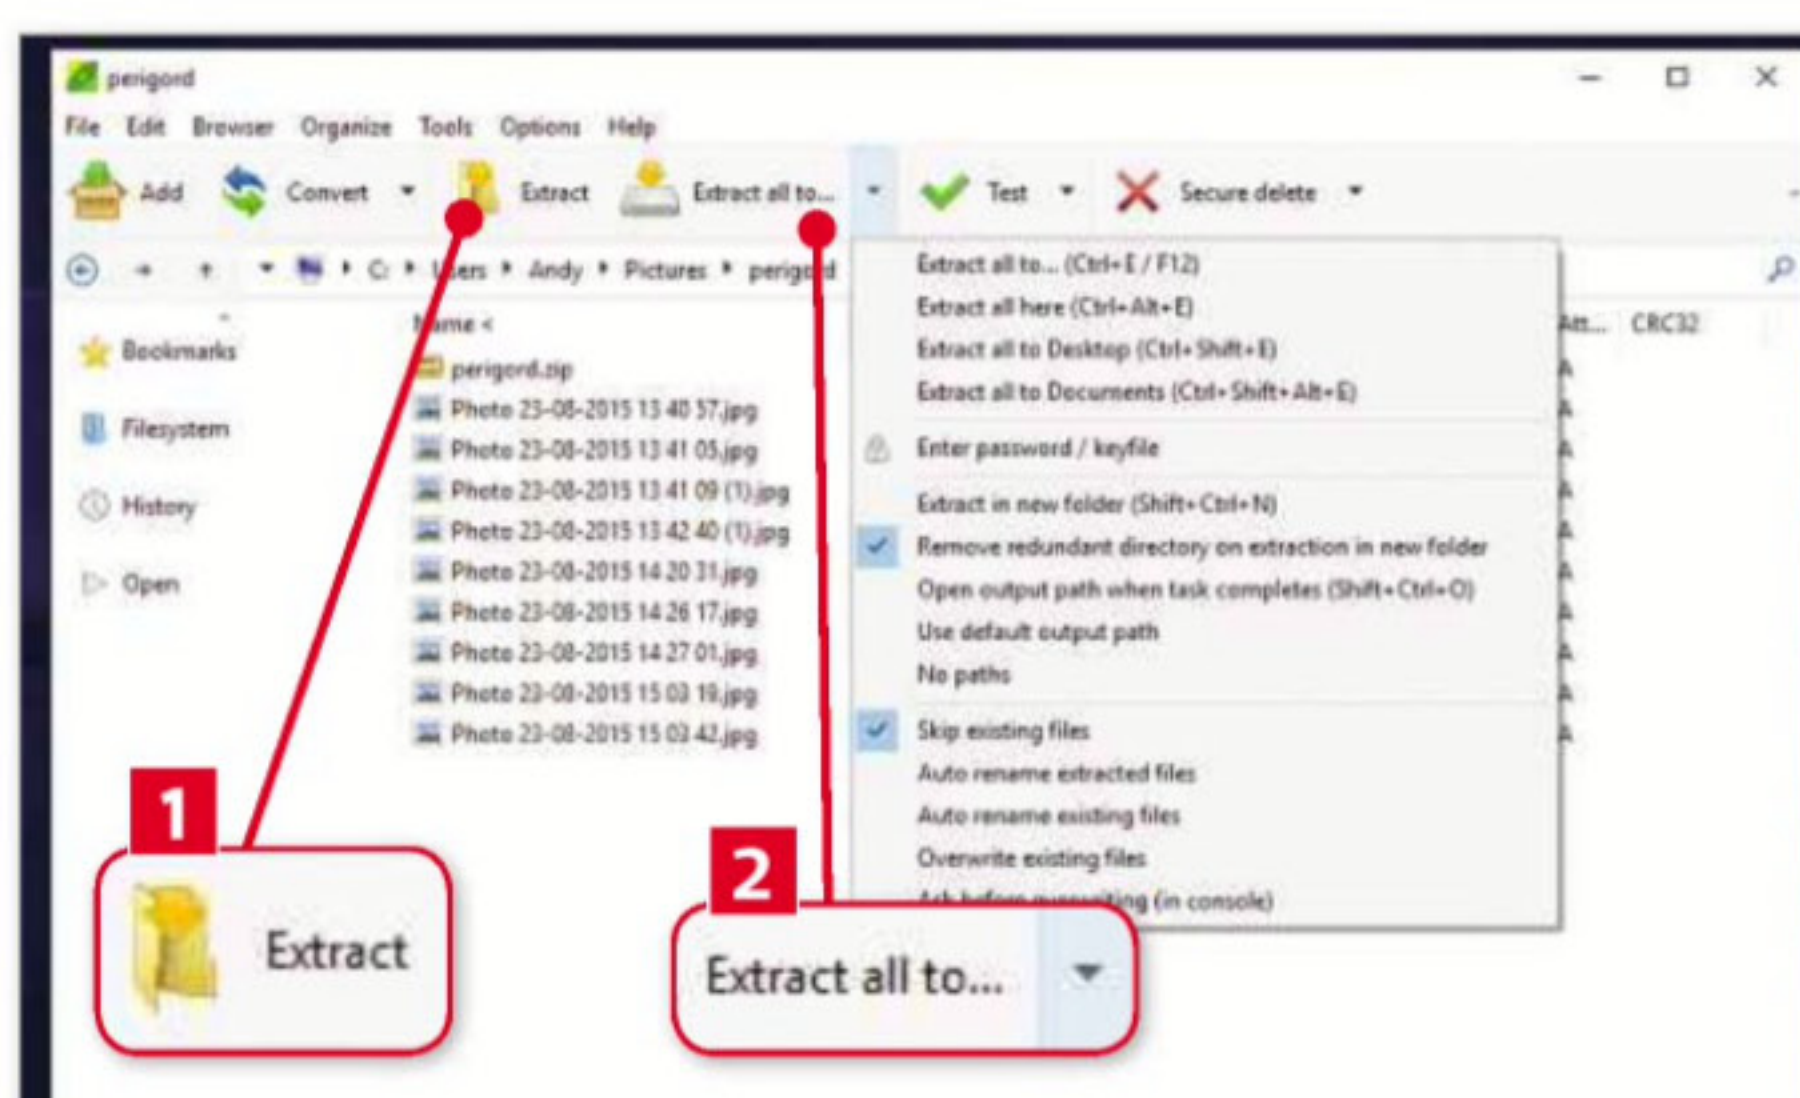 perigord
File Edit Browser Organize Tools Options Help
Add Convert Extract Extract all to... Test Secure delete
C: Users Andy Pictures perigord
Bookmarks
Filesystem
History
Open
Name <
perigord.zip
Photo 23-08-2015 13 40 57.jpg
Photo 23-08-2015 13 41 05.jpg
Photo 23-08-2015 13 41 09 (1).jpg
Photo 23-08-2015 13 42 40 (1).jpg
Photo 23-08-2015 14 20 31.jpg
Photo 23-08-2015 14 26 17.jpg
Photo 23-08-2015 14 27 01.jpg
Photo 23-08-2015 15 03 19.jpg
Photo 23-08-2015 15 03 42.jpg
Extract all to... (Ctrl+E / F12)
Extract all here (Ctrl+Alt+E)
Extract all to Desktop (Ctrl+Shift+E)
Extract all to Documents (Ctrl+Shift+Alt+E)
Enter password / keyfile
Extract in new folder (Shift+Ctrl+N)
Remove redundant directory on extraction in new folder
Open output path when task completes (Shift+Ctrl+O)
Use default output path
No paths
Skip existing files
Auto rename extracted files
Auto rename existing files
Overwrite existing files
Ask before overwriting (in console)
Att... CRC32
A
A
A
A
A
A
A
A
A
A
1
Extract
2
Extract all to...